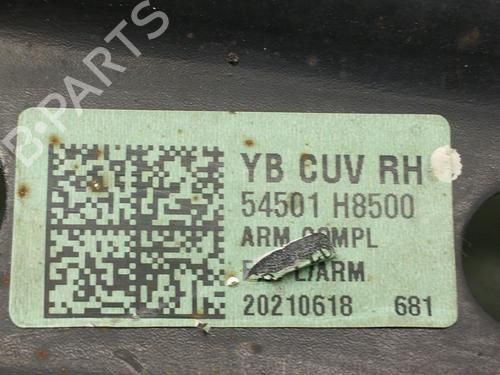 B-PARTS
YB CUV RH
54501 H8500
ARM COMPL
L/ARM
20210618 681